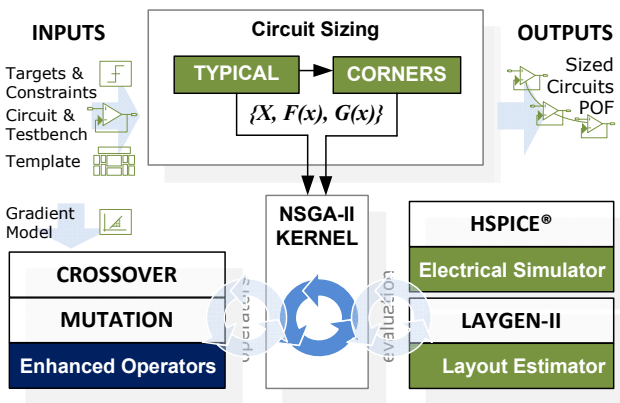 INPUTS
Circuit Sizing
OUTPUTS
Targets &
Constraints
Circuit &
Testbench
Template
TYPICAL
CORNERS
{X, F(x), G(x)}
Sized
Circuits
POF
Gradient
Model
NSGA-II
KERNEL
CROSSOVER
MUTATION
Enhanced Operators
operators
evaluation
HSPICE®
Electrical Simulator
LAYGEN-II
Layout Estimator